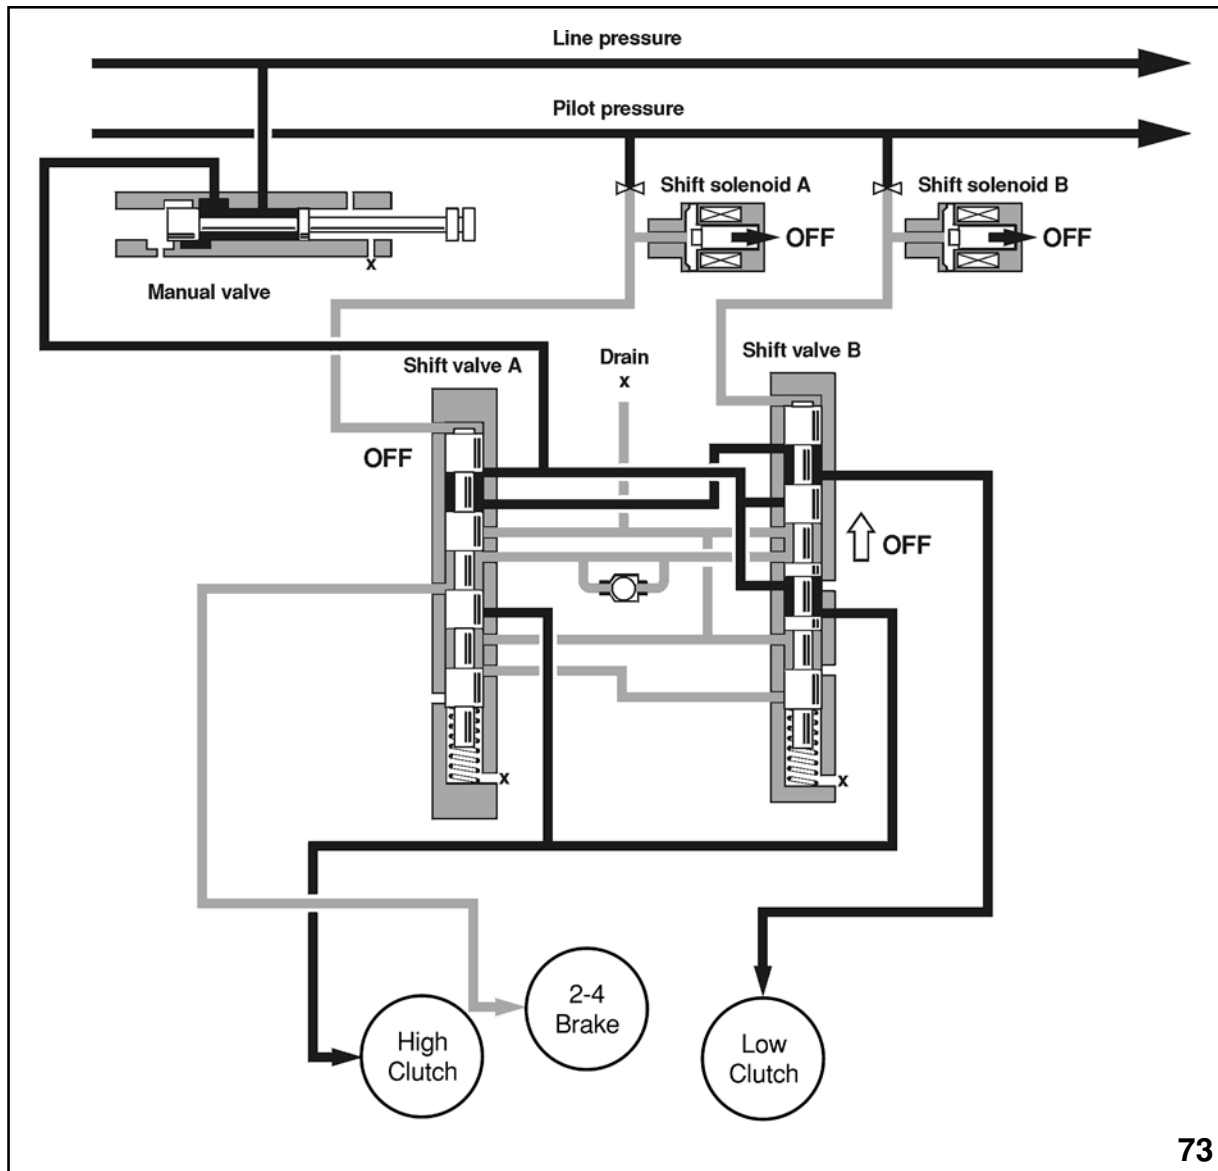 Line pressure
Pilot pressure
Shift solenoid A
Shift solenoid B
OFF
OFF
x
Manual valve
Drain
x
Shift valve A
Shift valve B
OFF
OFF
x
x
2-4
Brake
High
Clutch
Low
Clutch
73